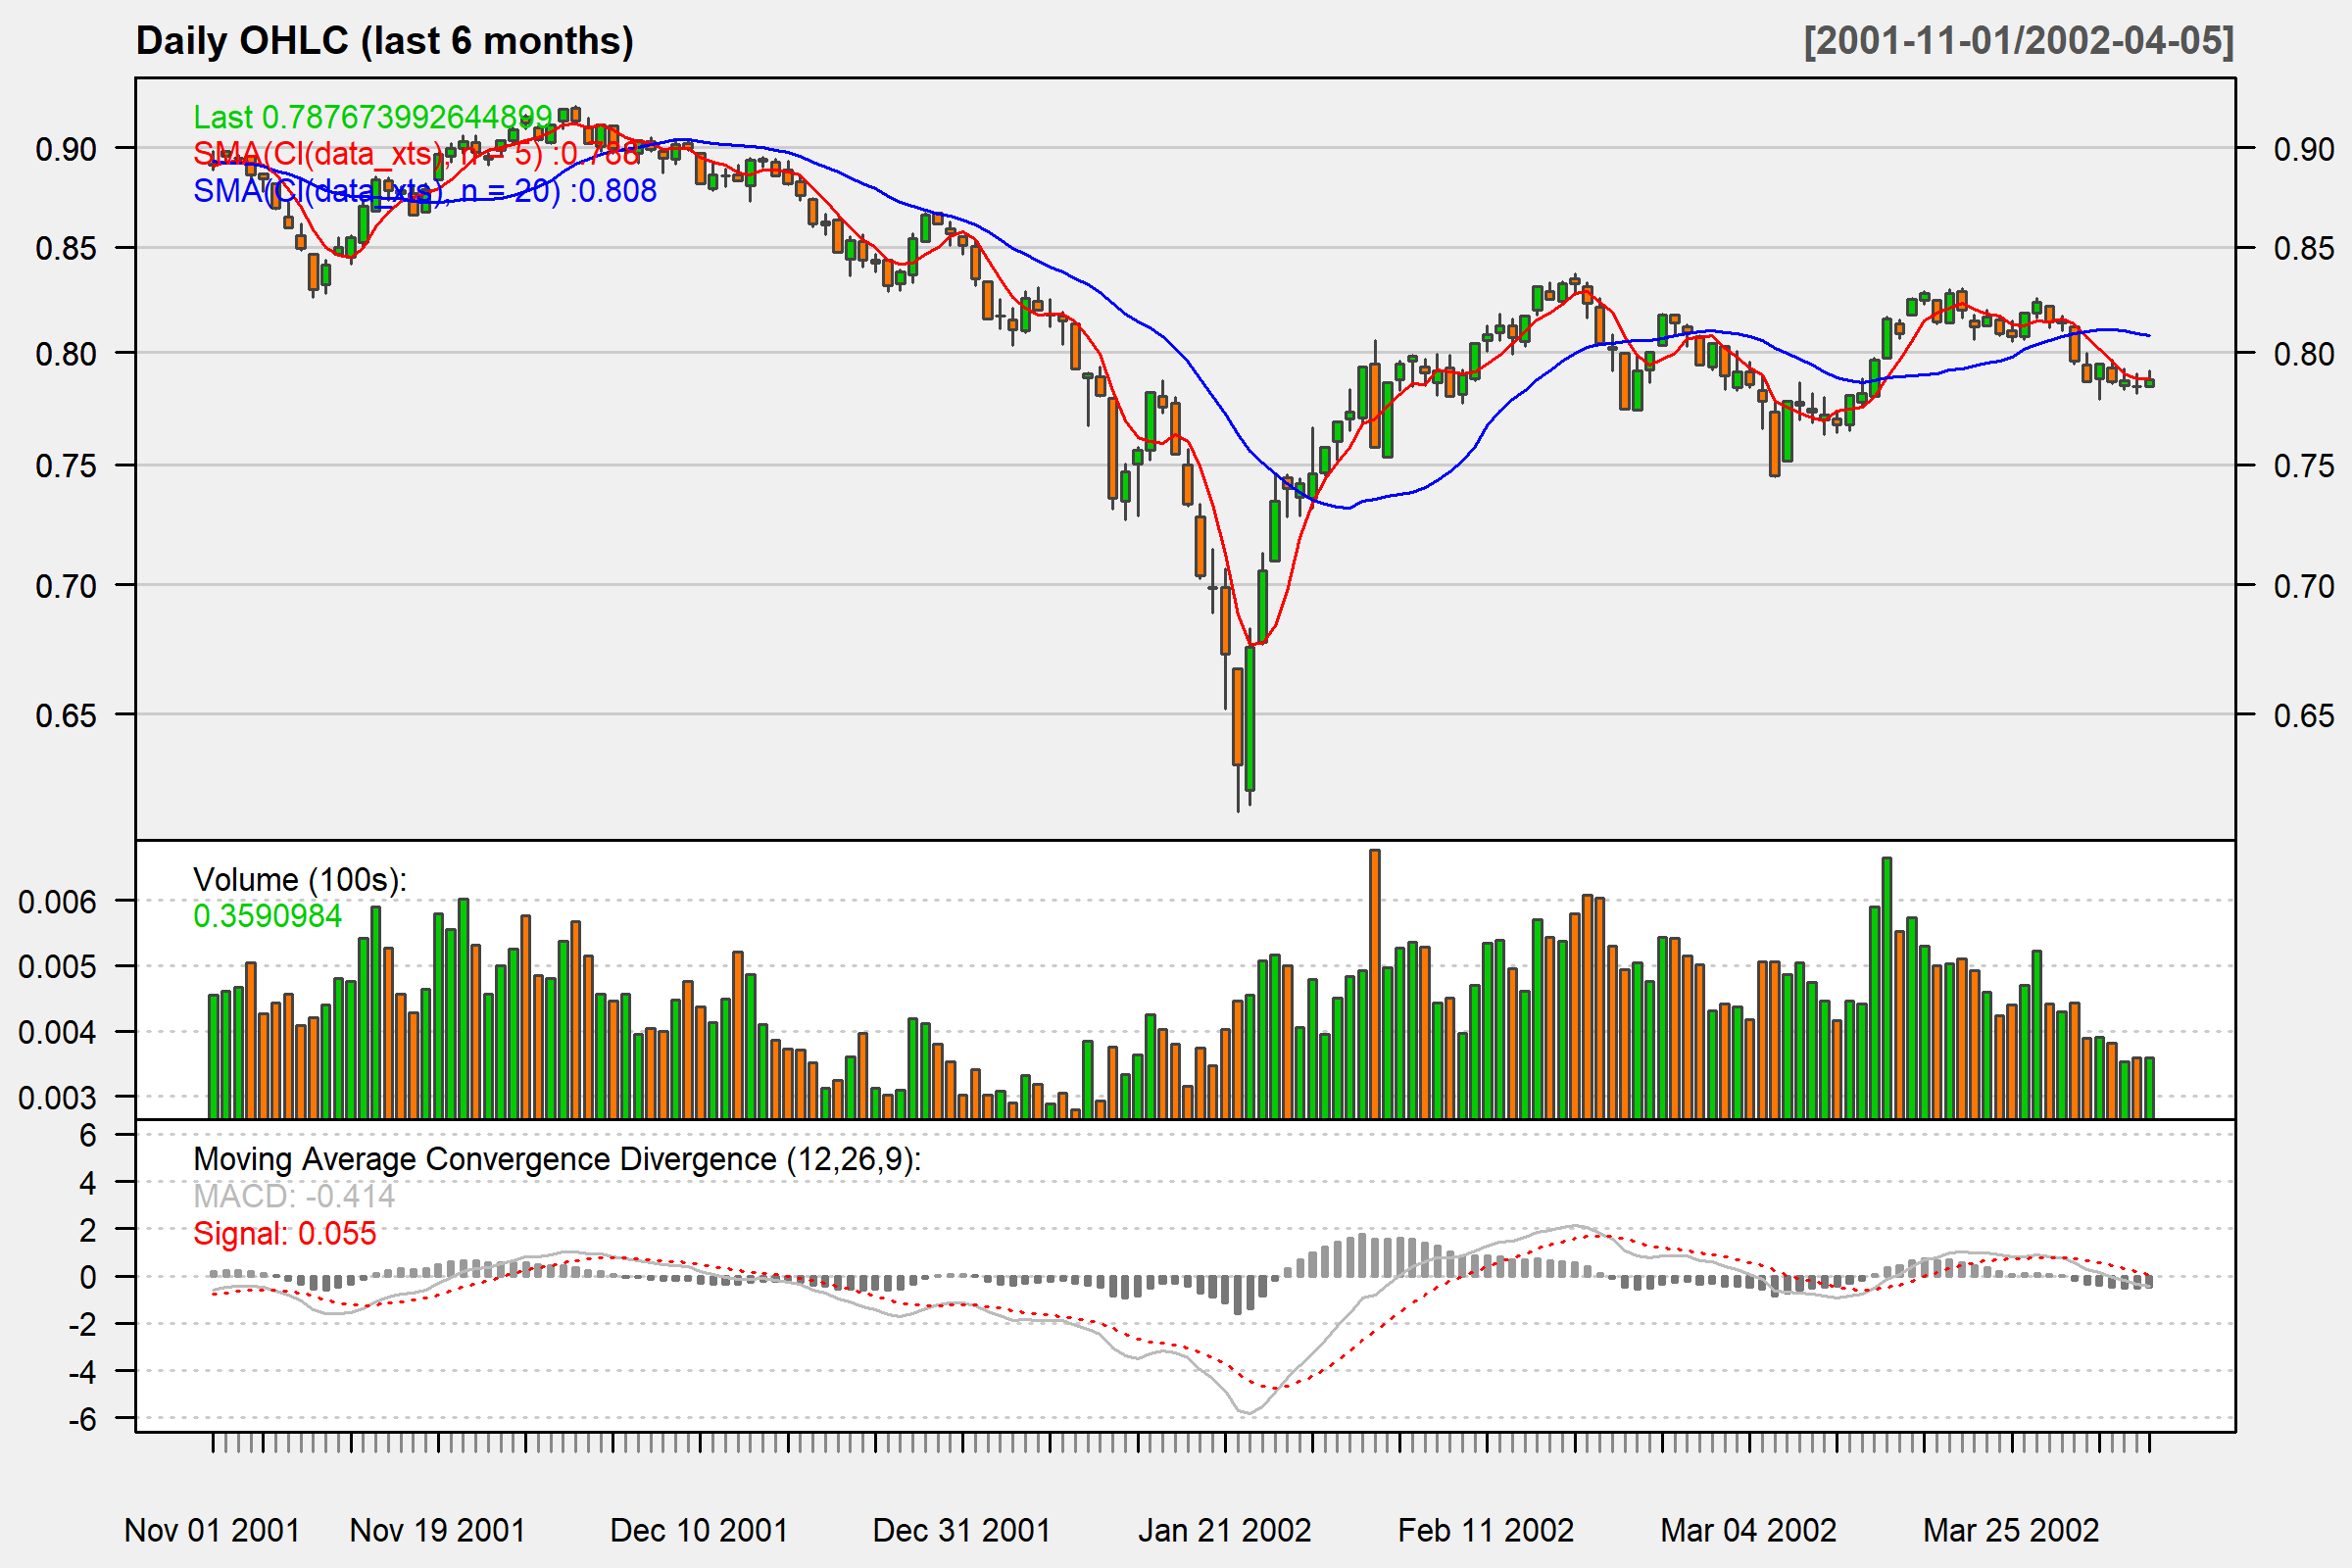 Daily OHLC (last 6 months)
[2001-11-01/2002-04-05]
Last 0.787673992644899
SMA(Cl(data_xts), n = 5) :0.788
SMA(Cl(data_xts), n = 20) :0.808
0.90
0.85
0.80
0.75
0.70
0.65
0.90
0.85
0.80
0.75
0.70
0.65
Volume (100s):
0.3590984
0.006
0.005
0.004
0.003
Moving Average Convergence Divergence (12,26,9):
MACD: -0.414
Signal: 0.055
6
4
2
0
-2
-4
-6
Nov 01 2001 Nov 19 2001 Dec 10 2001 Dec 31 2001 Jan 21 2002 Feb 11 2002 Mar 04 2002 Mar 25 2002